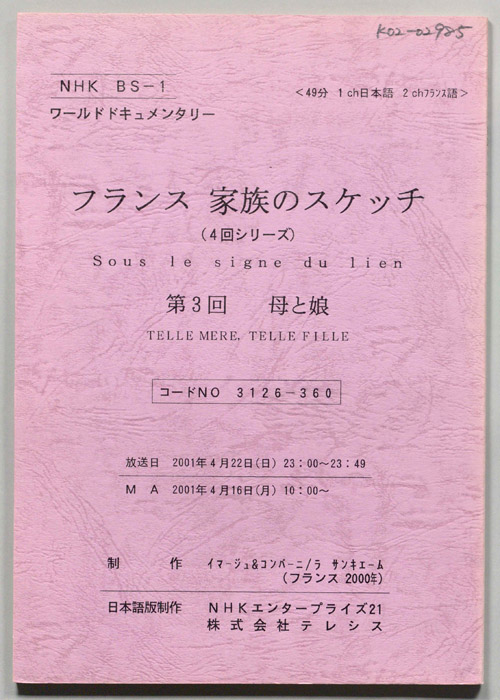 K02-02985
NHK BS-1
<49分 1ch日本語 2chフランス語>
ワールドドキュメンタリー
フランス 家族のスケッチ
(4回シリーズ)
Sous le signe du lien
第3回 母と娘
TELLE MERE, TELLE FILLE
コードNO 3126-360
放送日 2001年4月22日(日) 23:00~23:49
MA 2001年4月16日(月) 10:00~
制作 イマージュ&コンパーニ/ラ サンキエーム
(フランス 2000年)
日本語版制作 NHKエンタープライズ21
株式会社テレシス